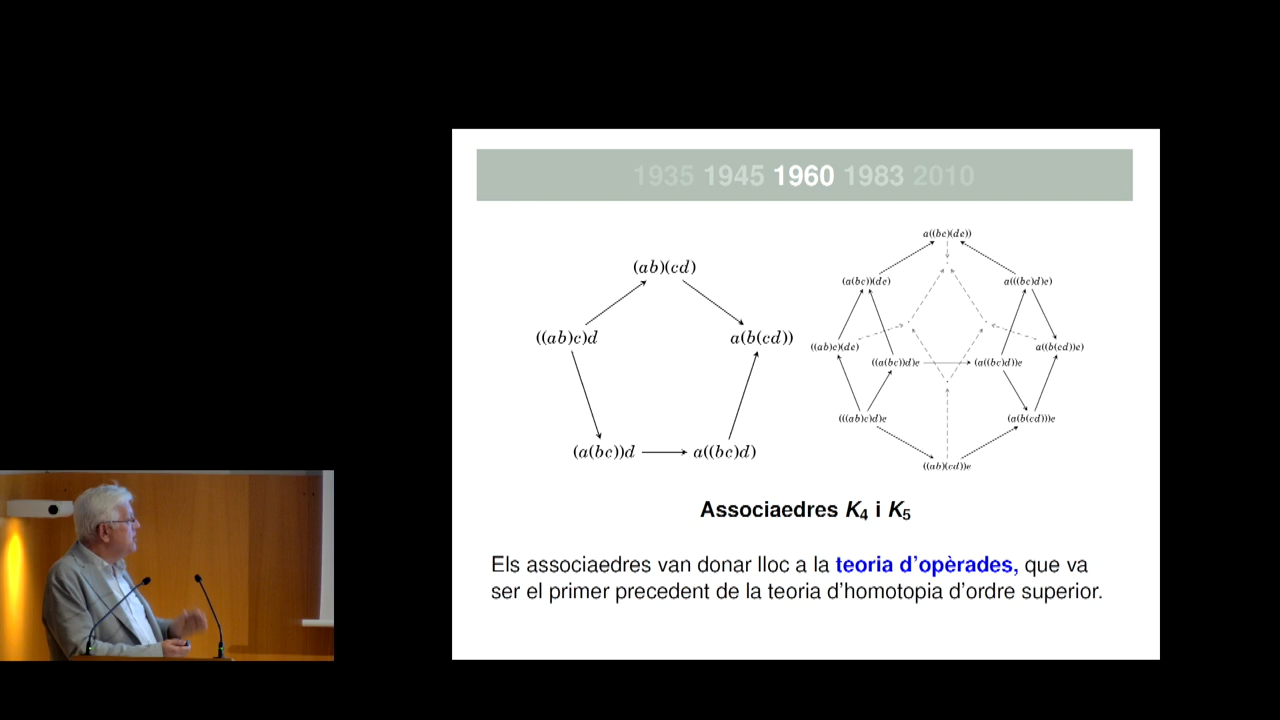 1935 1945 1960 1983 2010
(ab)(cd)
((ab)c)d
a(b(cd))
(a(bc))d
a((bc)d)
a((bc)(de))
(a(bc))(de)
a(((bc)d)e)
((ab)c)(de)
a((b(cd))e)
((a(bc))d)e
(a((bc)d))e
(((ab)c)d)e
(a(b(cd)))e
((ab)(cd))e
Associaedres K₄ i K₅
Els associaedres van donar lloc a la teoria d'opèrades, que va
ser el primer precedent de la teoria d'homotopia d'ordre superior.